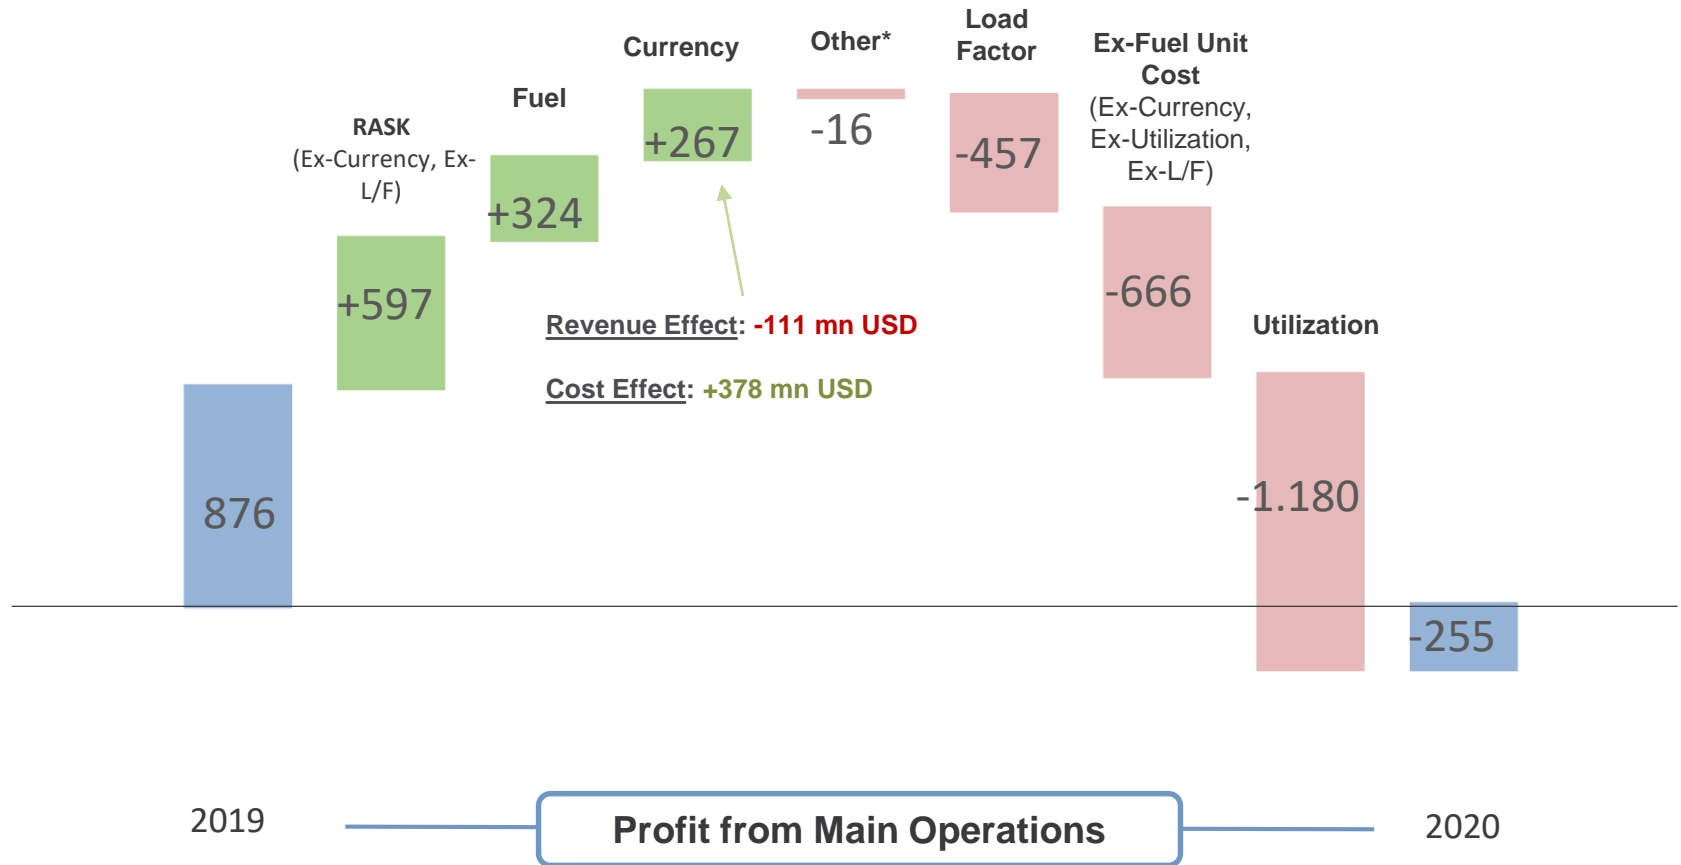 RASK
(Ex-Currency, Ex-
L/F)
Fuel
Currency
Other*
Load
Factor
Ex-Fuel Unit
Cost
(Ex-Currency,
Ex-Utilization,
Ex-L/F)
Utilization
876
+597
+324
+267
-16
-457
-666
-1.180
-255
Revenue Effect: -111 mn USD
Cost Effect: +378 mn USD
2019
Profit from Main Operations
2020